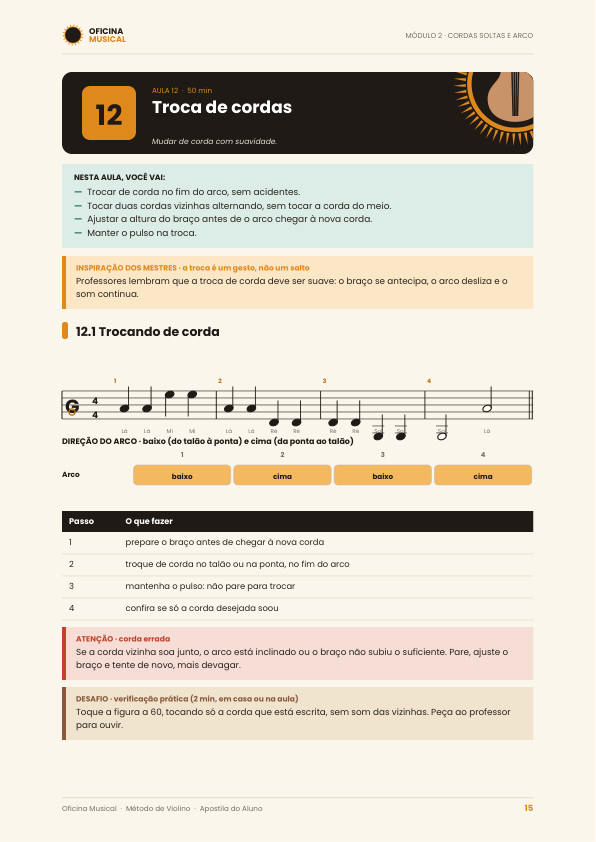 OFICINA
MUSICAL
MÓDULO 2 · CORDAS SOLTAS E ARCO
12
AULA 12 · 50 min
Troca de cordas
Mudar de corda com suavidade.
NESTA AULA, VOCÊ VAI:
— Trocar de corda no fim do arco, sem acidentes.
— Tocar duas cordas vizinhas alternando, sem tocar a corda do meio.
— Ajustar a altura do braço antes de o arco chegar à nova corda.
— Manter o pulso na troca.
INSPIRAÇÃO DOS MESTRES · a troca é um gesto, não um salto
Professores lembram que a troca de corda deve ser suave: o braço se antecipa, o arco desliza e o
som continua.
12.1 Trocando de corda
1 2 3 4
G 4 4
Lá Lá Mi Mi Lá Lá Ré Ré Ré Ré Sol Sol Sol Lá
DIREÇÃO DO ARCO · baixo (do talão à ponta) e cima (da ponta ao talão)
1 2 3 4
Arco baixo cima baixo cima
Passo O que fazer
1 prepare o braço antes de chegar à nova corda
2 troque de corda no talão ou na ponta, no fim do arco
3 mantenha o pulso: não pare para trocar
4 confira se só a corda desejada soou
ATENÇÃO · corda errada
Se a corda vizinha soa junto, o arco está inclinado ou o braço não subiu o suficiente. Pare, ajuste o
braço e tente de novo, mais devagar.
DESAFIO · verificação prática (2 min, em casa ou na aula)
Toque a figura a 60, tocando só a corda que está escrita, sem som das vizinhas. Peça ao professor
para ouvir.
Oficina Musical · Método de Violino · Apostila do Aluno
15